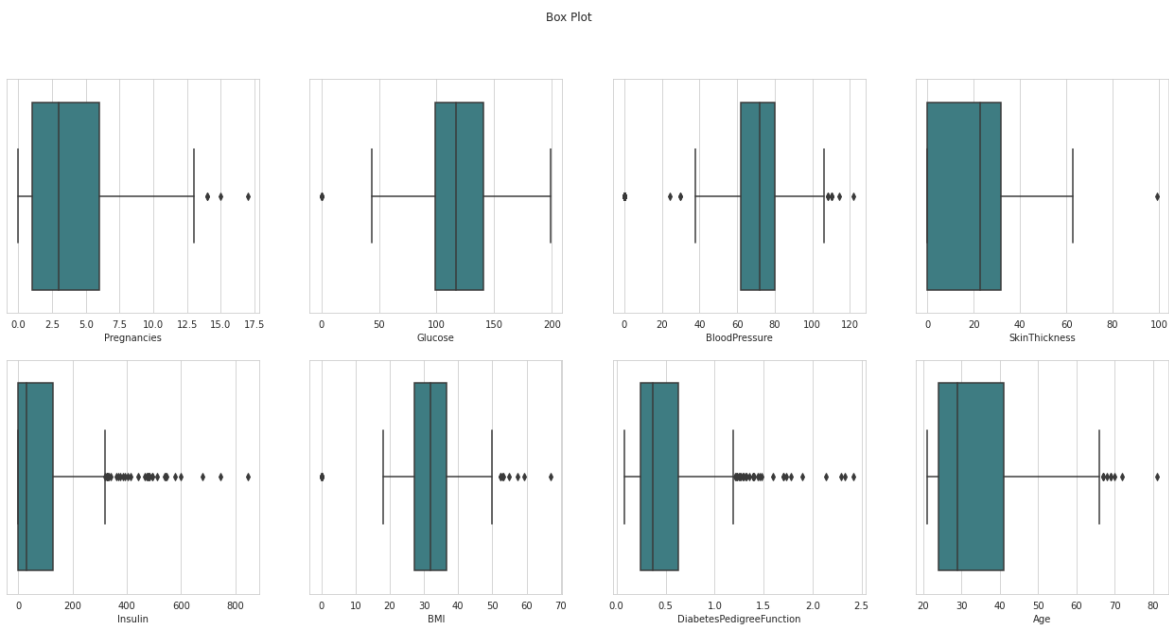 Box Plot
0.0 2.5 5.0 7.5 10.0 12.5 15.0 17.5
Pregnancies
0 50 100 150 200
Glucose
0 20 40 60 80 100 120
BloodPressure
0 20 40 60 80 100
SkinThickness
0 200 400 600 800
Insulin
0 10 20 30 40 50 60 70
BMI
0.0 0.5 1.0 1.5 2.0 2.5
DiabetesPedigreeFunction
20 30 40 50 60 70 80
Age